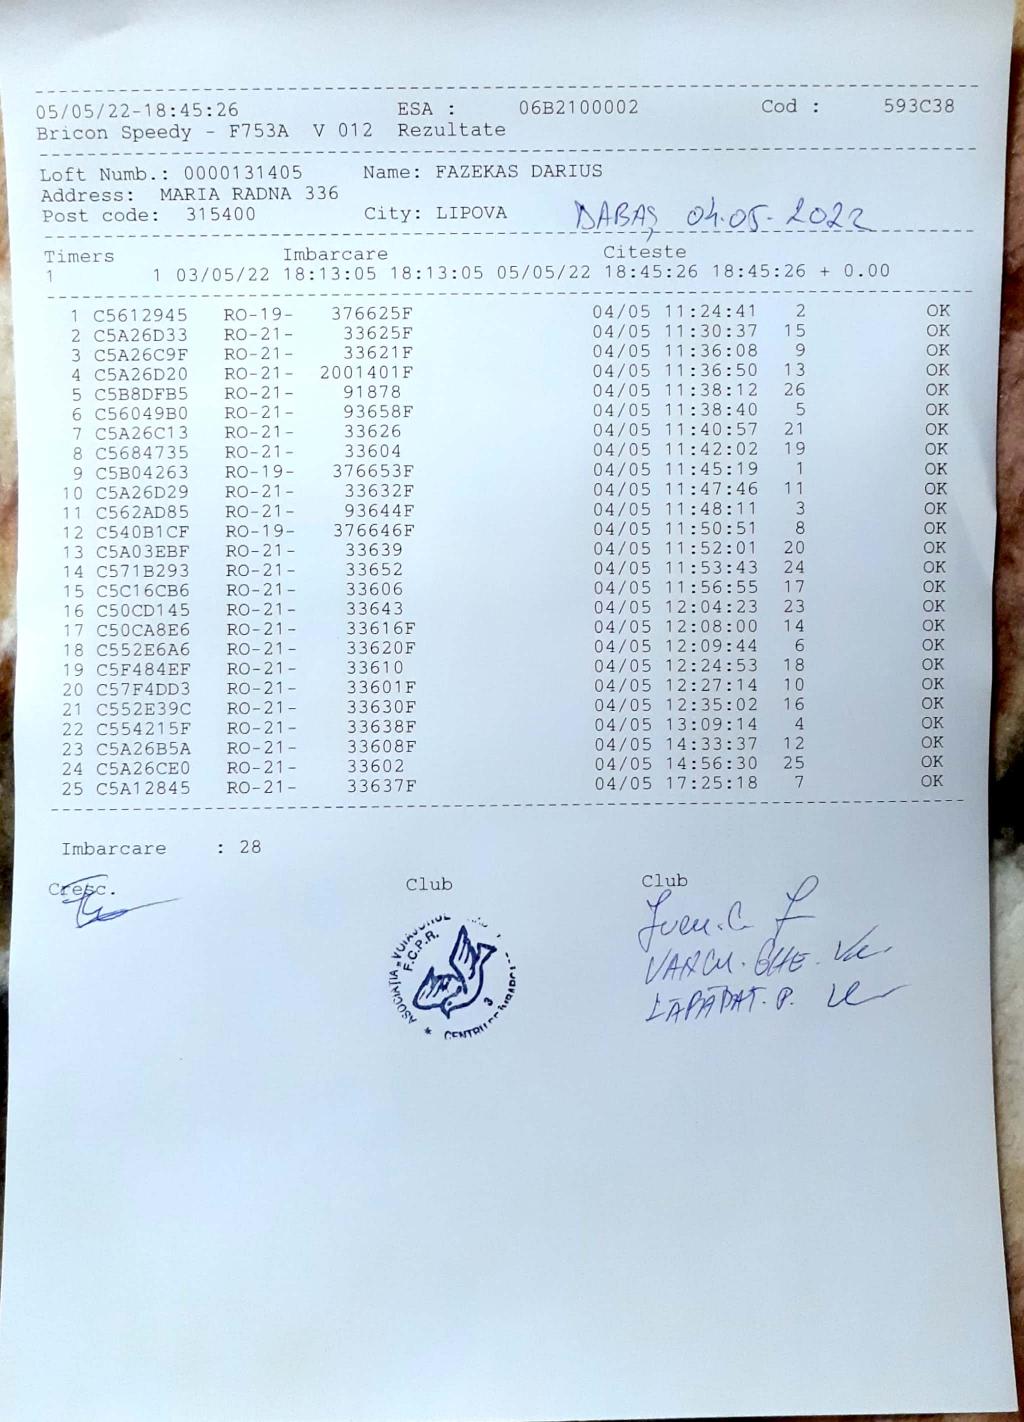 05/05/22-18:45:26 ESA : 06B2100002 Cod : 593C38
Bricon Speedy - F753A V 012 Rezultate
Loft Numb.: 0000131405 Name: FAZEKAS DARIUS
Address: MARIA RADNA 336
Post code: 315400 City: LIPOVA DABAȘ 04.05.2022
Timers Imbarcare Citeste
1 1 03/05/22 18:13:05 18:13:05 05/05/22 18:45:26 18:45:26 + 0.00
1 C5612945 RO-19- 376625F 04/05 11:24:41 2 OK
2 C5A26D33 RO-21- 33625F 04/05 11:30:37 15 OK
3 C5A26C9F RO-21- 33621F 04/05 11:36:08 9 OK
4 C5A26D20 RO-21- 2001401F 04/05 11:36:50 13 OK
5 C5B8DFB5 RO-21- 91878 04/05 11:38:12 26 OK
6 C56049B0 RO-21- 93658F 04/05 11:38:40 5 OK
7 C5A26C13 RO-21- 33626 04/05 11:40:57 21 OK
8 C5684735 RO-21- 33604 04/05 11:42:02 19 OK
9 C5B04263 RO-19- 376653F 04/05 11:45:19 1 OK
10 C5A26D29 RO-21- 33632F 04/05 11:47:46 11 OK
11 C562AD85 RO-21- 93644F 04/05 11:48:11 3 OK
12 C540B1CF RO-19- 376646F 04/05 11:50:51 8 OK
13 C5A03EBF RO-21- 33639 04/05 11:52:01 20 OK
14 C571B293 RO-21- 33652 04/05 11:53:43 24 OK
15 C5C16CB6 RO-21- 33606 04/05 11:56:55 17 OK
16 C50CD145 RO-21- 33643 04/05 12:04:23 23 OK
17 C50CA8E6 RO-21- 33616F 04/05 12:08:00 14 OK
18 C552E6A6 RO-21- 33620F 04/05 12:09:44 6 OK
19 C5F484EF RO-21- 33610 04/05 12:24:53 18 OK
20 C57F4DD3 RO-21- 33601F 04/05 12:27:14 10 OK
21 C552E39C RO-21- 33630F 04/05 12:35:02 16 OK
22 C554215F RO-21- 33638F 04/05 13:09:14 4 OK
23 C5A26B5A RO-21- 33608F 04/05 14:33:37 12 OK
24 C5A26CE0 RO-21- 33602 04/05 14:56:30 25 OK
25 C5A12845 RO-21- 33637F 04/05 17:25:18 7 OK
Imbarcare : 28
Cresc. Club Club
ASOCIAȚIA
F.C.P.R.
3
LĂPĂDAT. P.